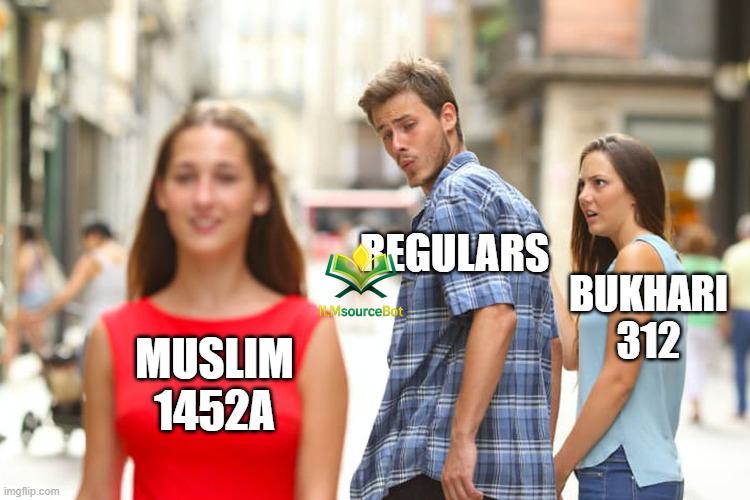 REGULARS
ILMsourceBot
BUKHARI
312
MUSLIM
1452A
imgflip.com